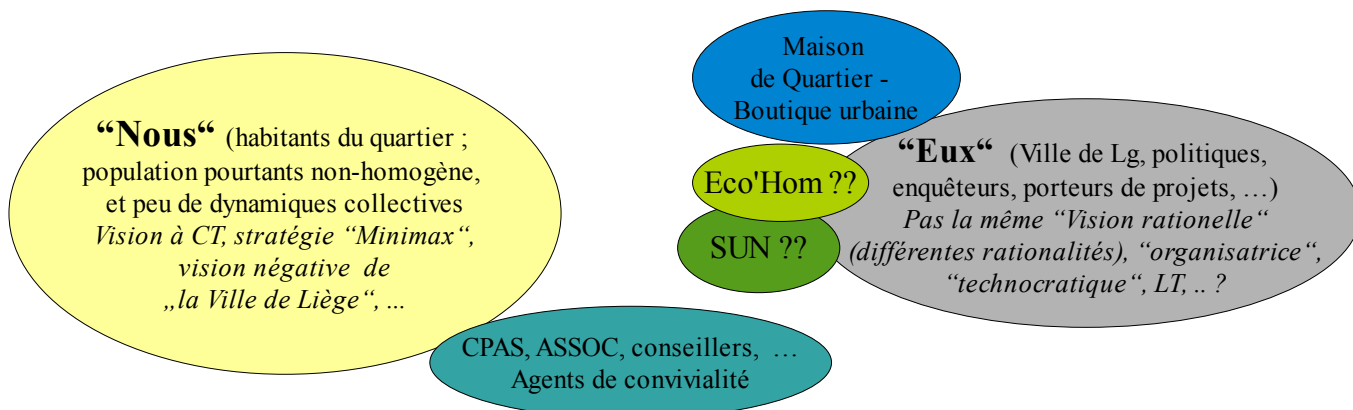 “Nous“ (habitants du quartier ;
population pourtants non-homogène,
et peu de dynamiques collectives
Vision à CT, stratégie “Minimax“,
vision négative de
„la Ville de Liège“, ...
Maison
de Quartier -
Boutique urbaine
Eco'Hom ??
SUN ??
“Eux“ (Ville de Lg, politiques,
enquêteurs, porteurs de projets, …)
Pas la même “Vision rationelle“
(différentes rationalités), “organisatrice“,
“technocratique“, LT, .. ?
CPAS, ASSOC, conseillers, …
Agents de convivialité